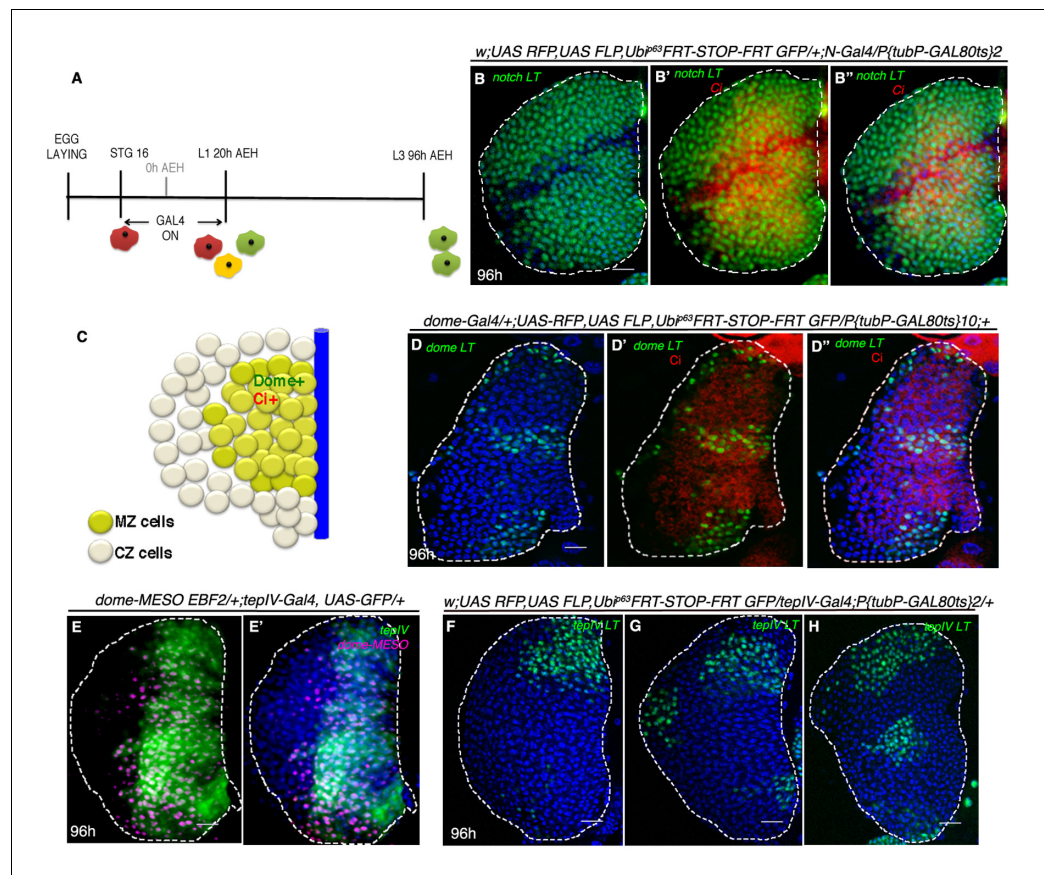 w;UAS RFP,UAS FLP,Ubi^p63FRT-STOP-FRT GFP/+;N-Gal4/P{tubP-GAL80ts}2
A
EGG
LAYING
STG 16
0h AEH
L1 20h AEH
L3 96h AEH
GAL4
ON
B notch LT
96h
B' notch LT
Ci
B" notch LT
Ci
C
Dome+
Ci+
MZ cells
CZ cells
dome-Gal4/+;UAS-RFP,UAS FLP,Ubi^p63FRT-STOP-FRT GFP/P{tubP-GAL80ts}10;+
D dome LT
96h
D' dome LT
Ci
D" dome LT
Ci
dome-MESO EBF2/+;tepIV-Gal4, UAS-GFP/+
E
96h
E' tepIV
dome-MESO
w;UAS RFP,UAS FLP,Ubi^p63FRT-STOP-FRT GFP/tepIV-Gal4;P{tubP-GAL80ts}2/+
F tepIV LT
96h
G tepIV LT
H tepIV LT